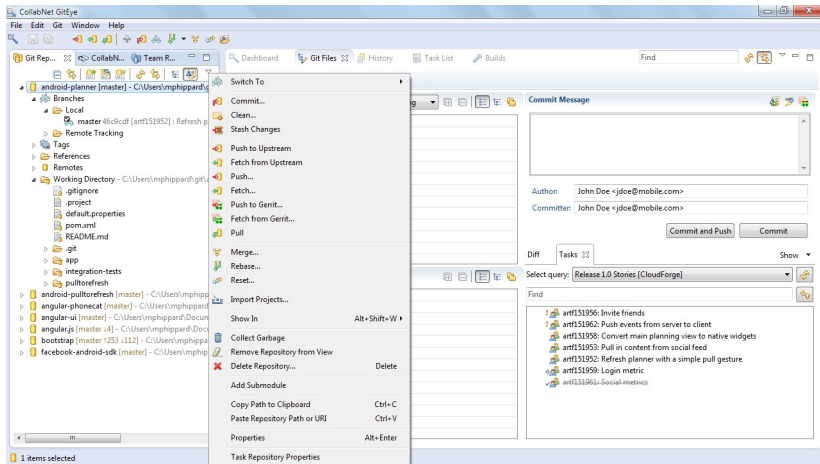 CollabNet GitEye
File Edit Git Window Help
Git Rep... CollabN... Team R...
android-planner [master] - C:\Users\mphippard\g
Branches
Local
master 46c9cdf [artf151952] : Refresh p
Remote Tracking
Tags
References
Remotes
Working Directory - C:\Users\mphippard\git\a
.gitignore
.project
default.properties
pom.xml
README.md
.git
app
integration-tests
pulltorefresh
android-pulltorefresh [master] - C:\Users\mphipp
angular-phonecat [master] - C:\Users\mphippard
angular-ui [master] - C:\Users\mphippard\Docun
angular.js [master ↓4] - C:\Users\mphippard\Docu
bootstrap [master ↑253 ↓112] - C:\Users\mphippa
facebook-android-sdk [master] - C:\Users\mphip
1 items selected
Dashboard Git Files History Task List Builds
Find
Switch To
Commit...
Clean...
Stash Changes
Push to Upstream
Fetch from Upstream
Push...
Fetch...
Push to Gerrit...
Fetch from Gerrit...
Pull
Merge...
Rebase...
Reset...
Import Projects...
Show In Alt+Shift+W
Collect Garbage
Remove Repository from View
Delete Repository... Delete
Add Submodule
Copy Path to Clipboard Ctrl+C
Paste Repository Path or URI Ctrl+V
Properties Alt+Enter
Task Repository Properties
Commit Message
Author: John Doe <jdoe@mobile.com>
Committer: John Doe <jdoe@mobile.com>
Commit and Push Commit
Diff Tasks Show
Select query: Release 1.0 Stories [CloudForge]
Find
artf151956: Invite friends
artf151962: Push events from server to client
artf151958: Convert main planning view to native widgets
artf151953: Pull in content from social feed
artf151952: Refresh planner with a simple pull gesture
artf151959: Login metric
artf151961: Social metrics